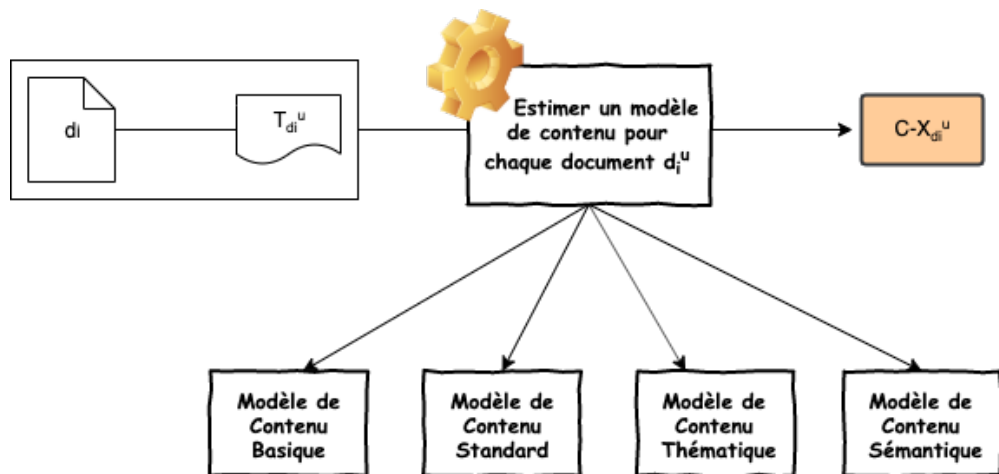 di
T_di^u
Estimer un modèle
de contenu pour
chaque document d_i^u
C-X_di^u
Modèle de
Contenu
Basique
Modèle de
Contenu
Standard
Modèle de
Contenu
Thématique
Modèle de
Contenu
Sémantique